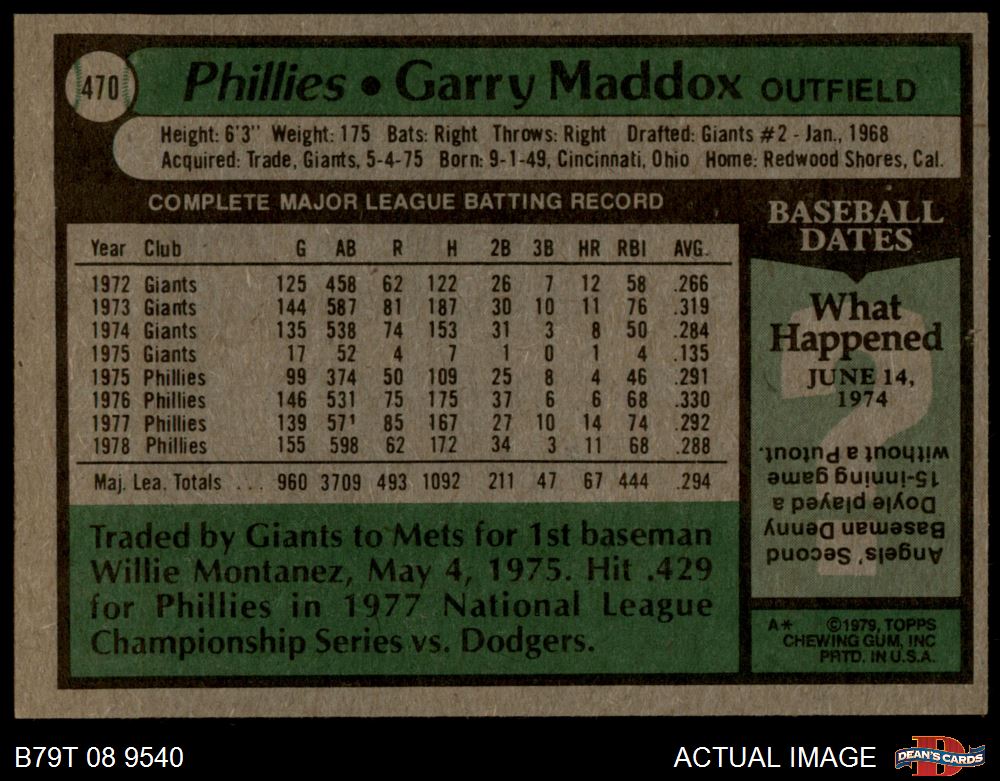 470
Phillies • Garry Maddox OUTFIELD
Height: 6'3" Weight: 175 Bats: Right Throws: Right Drafted: Giants #2 - Jan., 1968
Acquired: Trade, Giants, 5-4-75 Born: 9-1-49, Cincinnati, Ohio Home: Redwood Shores, Cal.
COMPLETE MAJOR LEAGUE BATTING RECORD
Year Club G AB R H 2B 3B HR RBI AVG.
1972 Giants 125 458 62 122 26 7 12 58 .266
1973 Giants 144 587 81 187 30 10 11 76 .319
1974 Giants 135 538 74 153 31 3 8 50 .284
1975 Giants 17 52 4 7 1 0 1 4 .135
1975 Phillies 99 374 50 109 25 8 4 46 .291
1976 Phillies 146 531 75 175 37 6 6 68 .330
1977 Phillies 139 571 85 167 27 10 14 74 .292
1978 Phillies 155 598 62 172 34 3 11 68 .288
Maj. Lea. Totals ... 960 3709 493 1092 211 47 67 444 .294
Traded by Giants to Mets for 1st baseman
Willie Montanez, May 4, 1975. Hit .429
for Phillies in 1977 National League
Championship Series vs. Dodgers.
BASEBALL
DATES
What
Happened
JUNE 14,
1974
?
Angels' Second
Baseman Denny
Doyle played a
15-inning game
without a Putout.
A* ©1979, TOPPS
CHEWING GUM, INC
PRTD. IN U.S.A.
B79T 08 9540
ACTUAL IMAGE
D
DEAN'S CARDS